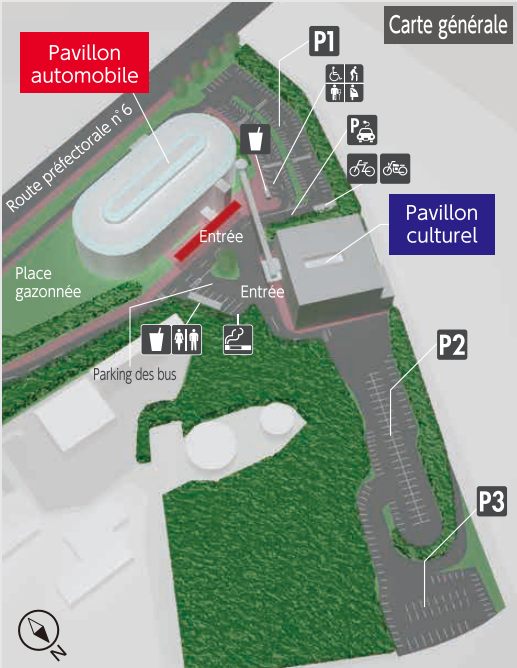 Carte générale
Pavillon
automobile
P1
Route préfectorale n°6
P
Pavillon
culturel
Entrée
Place
gazonnée
Entrée
Parking des bus
P2
P3
N